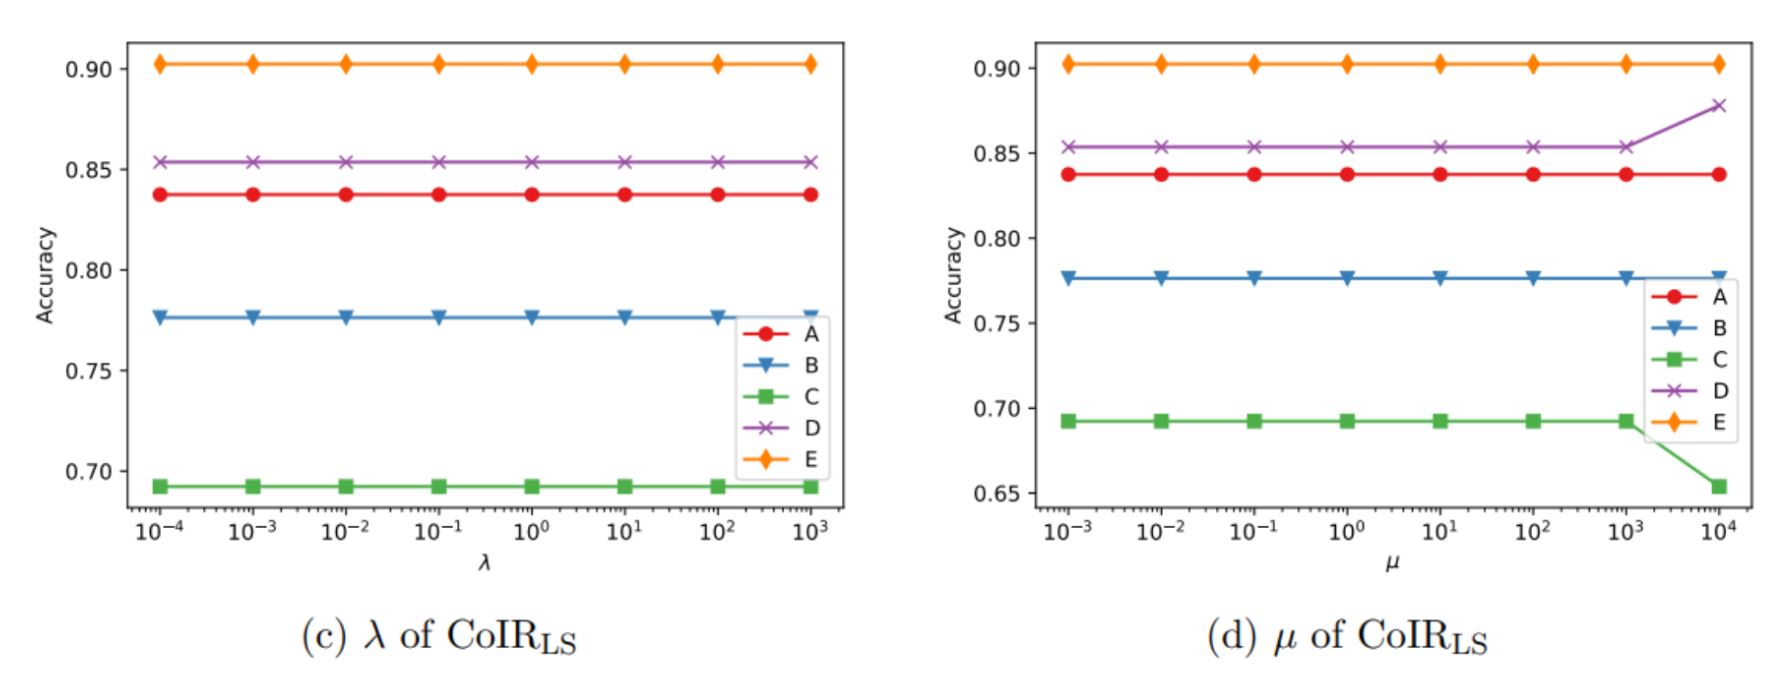 0.90
0.85
0.80
0.75
0.70
Accuracy
A
B
C
D
E
10⁻⁴ 10⁻³ 10⁻² 10⁻¹ 10⁰ 10¹ 10² 10³
λ
(c) λ of CoIR_LS
0.90
0.85
0.80
0.75
0.70
0.65
Accuracy
A
B
C
D
E
10⁻³ 10⁻² 10⁻¹ 10⁰ 10¹ 10² 10³ 10⁴
μ
(d) μ of CoIR_LS